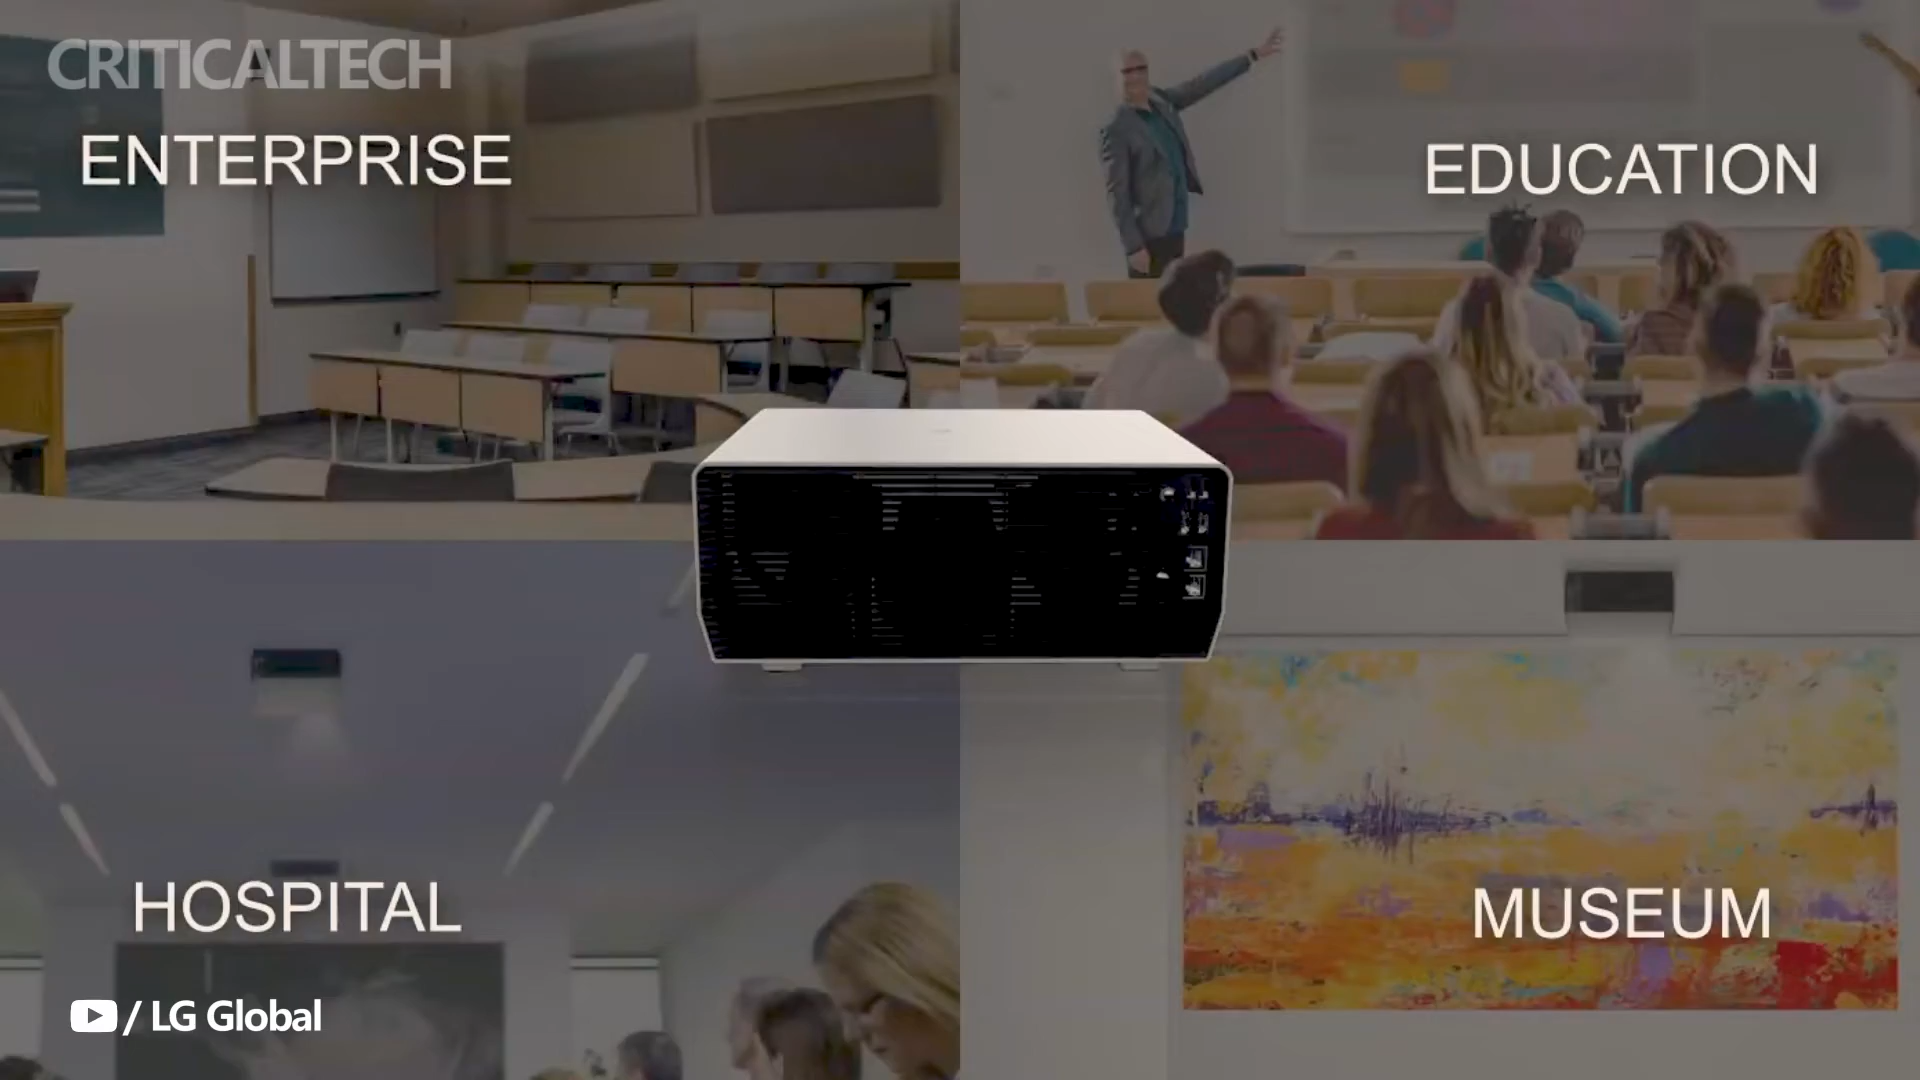 CRITICALTECH
ENTERPRISE
EDUCATION
HOSPITAL
MUSEUM
/ LG Global